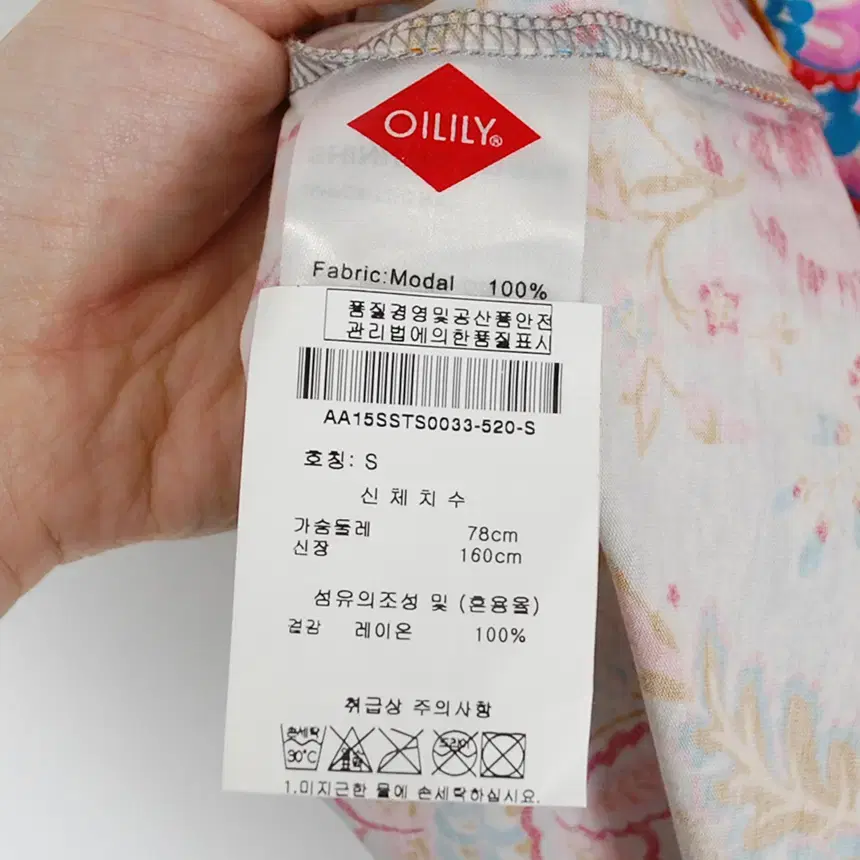 OILILY®
Fabric:Modal 100%
품질경영및공산품안전
관리법에의한품질표시
AA15SSTS0033-520-S
호칭: S
신체치수
가슴둘레 78cm
신장 160cm
섬유의조성 및 (혼용율)
겉감 레이온 100%
취급상 주의사항
손세탁 드라이
30°C
1.미지근한 물에 손세탁하십시요.